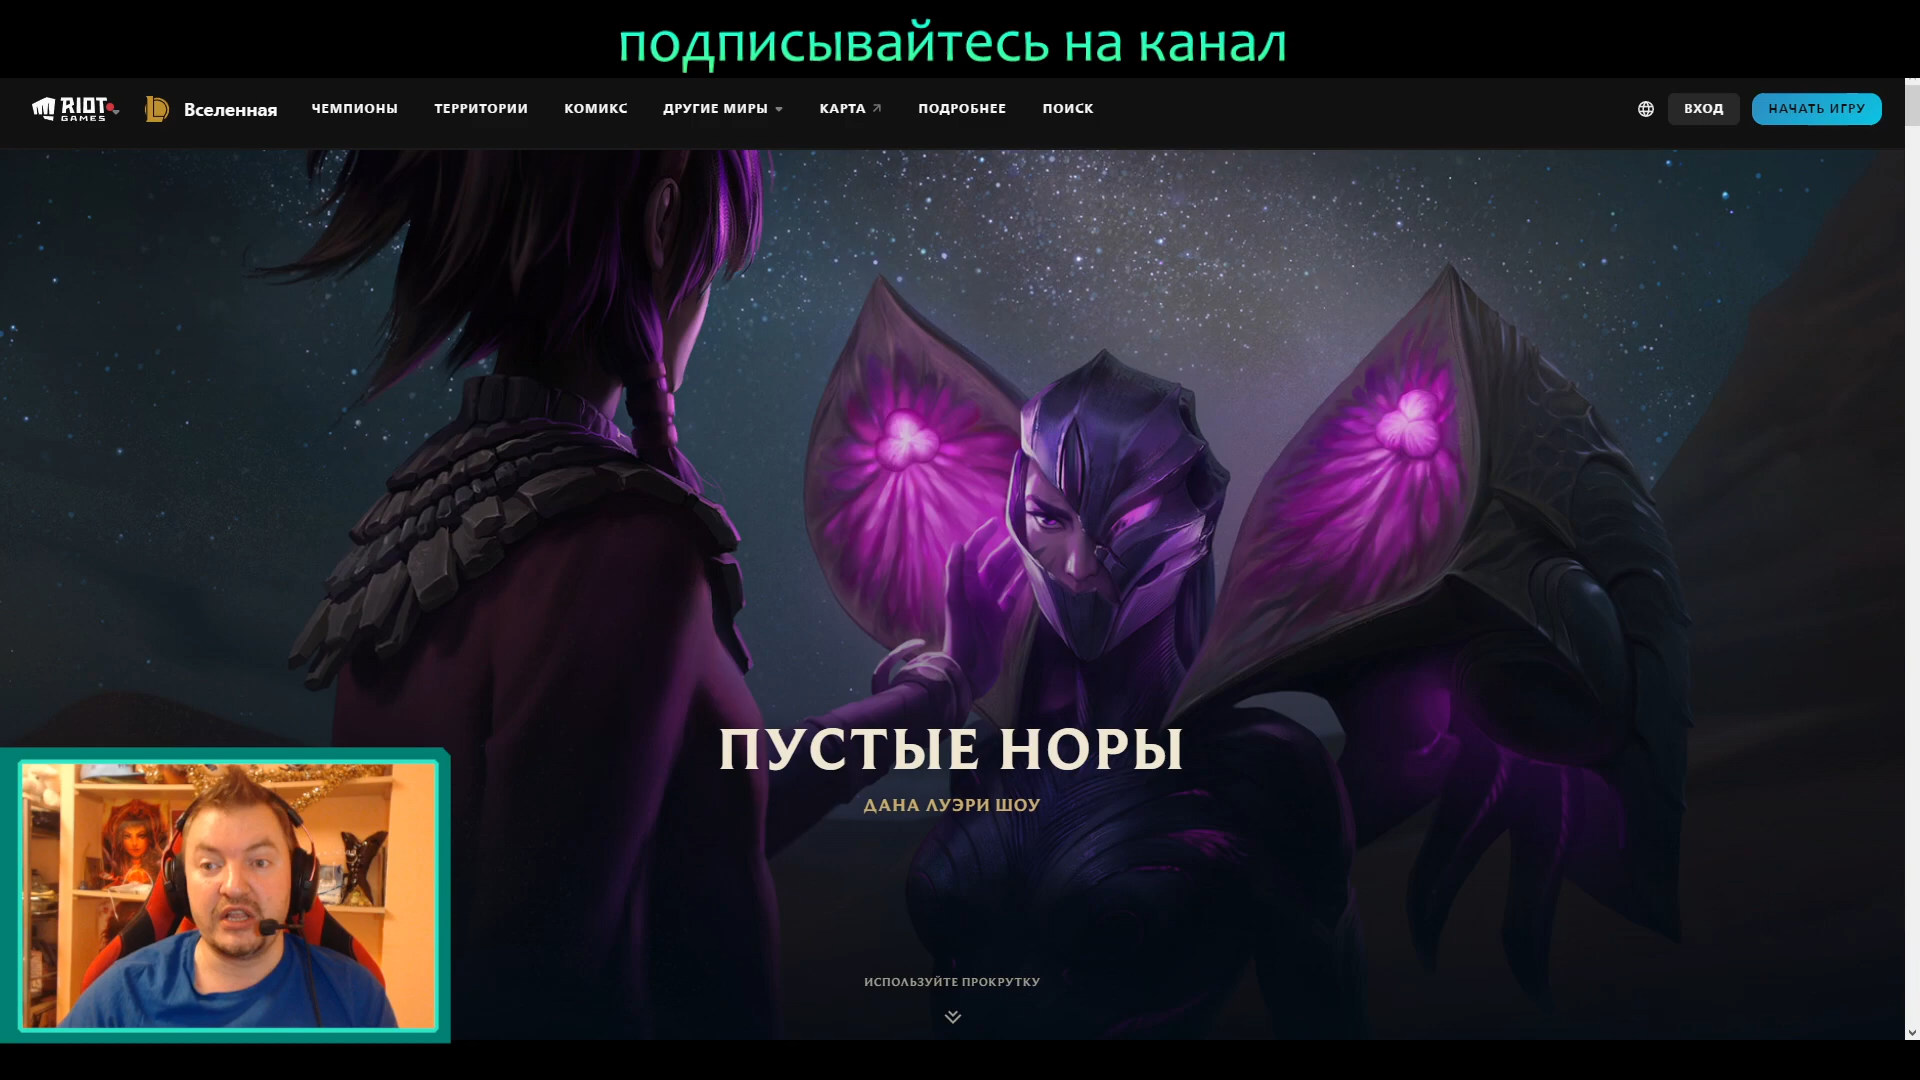 подписывайтесь на канал
RIOT GAMES
Вселенная
ЧЕМПИОНЫ
ТЕРРИТОРИИ
КОМИКС
ДРУГИЕ МИРЫ
КАРТА
ПОДРОБНЕЕ
ПОИСК
ВХОД
НАЧАТЬ ИГРУ
ПУСТЫЕ НОРЫ
ДАНА ЛУЭРИ ШОУ
ИСПОЛЬЗУЙТЕ ПРОКРУТКУ